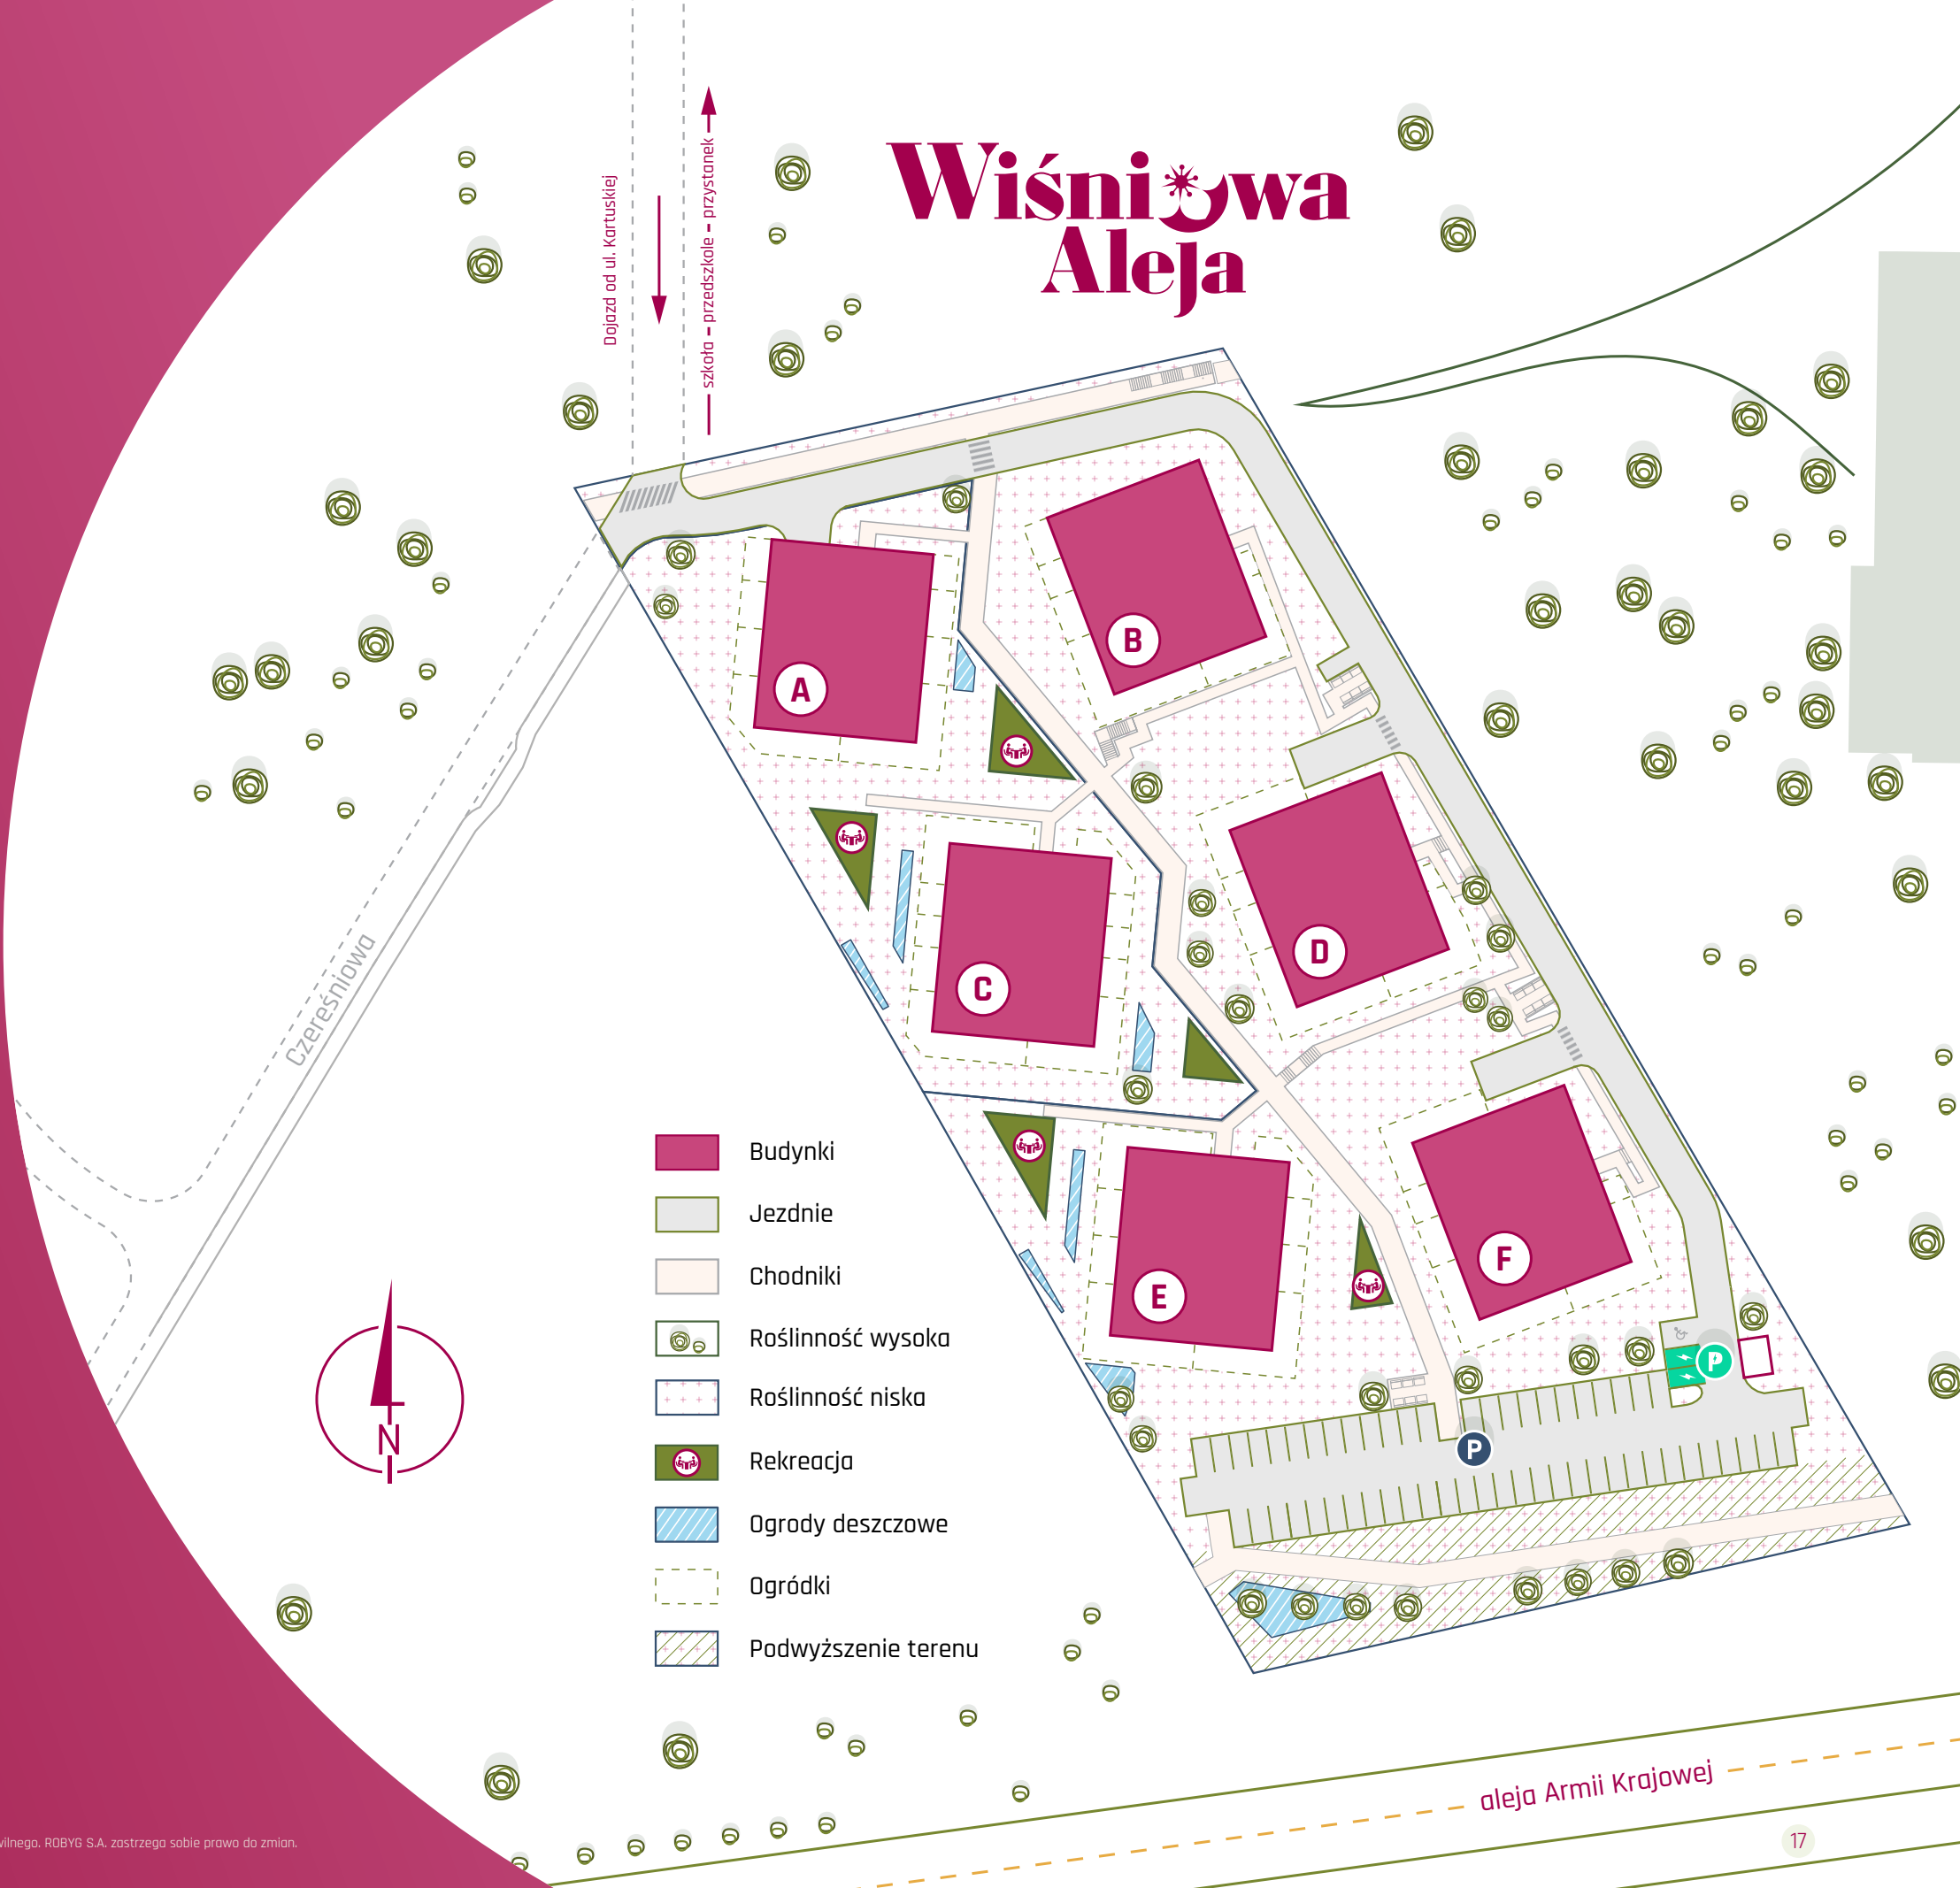 Wiśniowa
Aleja
Dojazd od ul. Kartuskiej
szkoła - przedszkole - przystanek
A
B
C
D
E
F
P
P
Czereśniowa
N
Budynki
Jezdnie
Chodniki
Roślinność wysoka
Roślinność niska
Rekreacja
Ogrody deszczowe
Ogródki
Podwyższenie terenu
aleja Armii Krajowej
17
ROBYG S.A. zastrzega sobie prawo do zmian.